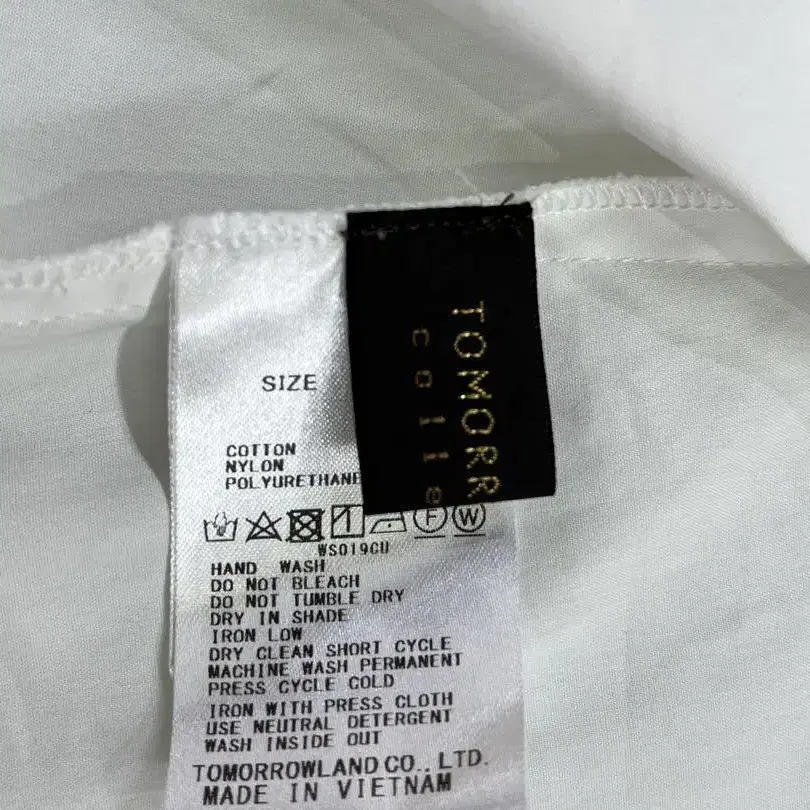 TOMORR
colle
SIZE
COTTON
NYLON
POLYURETHANE
F W
WS019CU
HAND WASH
DO NOT BLEACH
DO NOT TUMBLE DRY
DRY IN SHADE
IRON LOW
DRY CLEAN SHORT CYCLE
MACHINE WASH PERMANENT
PRESS CYCLE COLD
IRON WITH PRESS CLOTH
USE NEUTRAL DETERGENT
WASH INSIDE OUT
TOMORROWLAND CO., LTD.
MADE IN VIETNAM